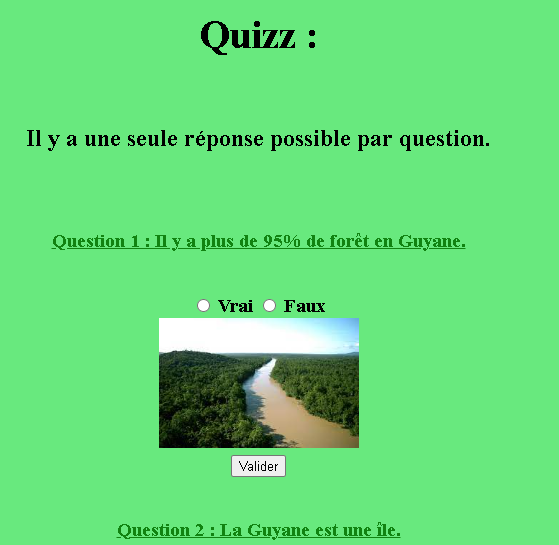 Quizz :
Il y a une seule réponse possible par question.
Question 1 : Il y a plus de 95% de forêt en Guyane.
Vrai Faux
Valider
Question 2 : La Guyane est une île.